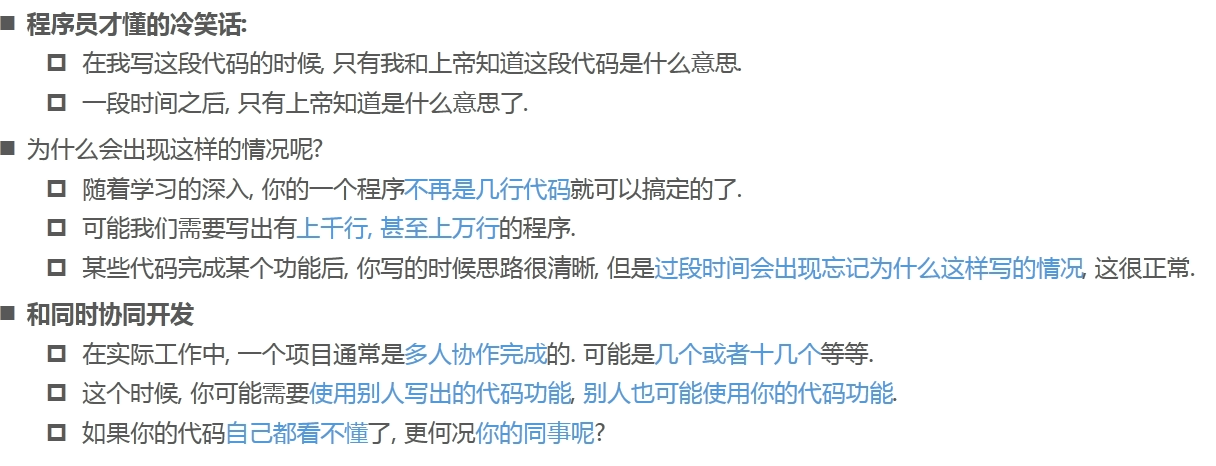 程序员才懂的冷笑话:
在我写这段代码的时候, 只有我和上帝知道这段代码是什么意思.
一段时间之后, 只有上帝知道是什么意思了.
为什么会出现这样的情况呢?
随着学习的深入, 你的一个程序不再是几行代码就可以搞定的了.
可能我们需要写出有上千行, 甚至上万行的程序.
某些代码完成某个功能后, 你写的时候思路很清晰, 但是过段时间会出现忘记为什么这样写的情况, 这很正常.
和同时协同开发
在实际工作中, 一个项目通常是多人协作完成的. 可能是几个或者十几个等等.
这个时候, 你可能需要使用别人写出的代码功能, 别人也可能使用你的代码功能.
如果你的代码自己都看不懂了, 更何况你的同事呢?